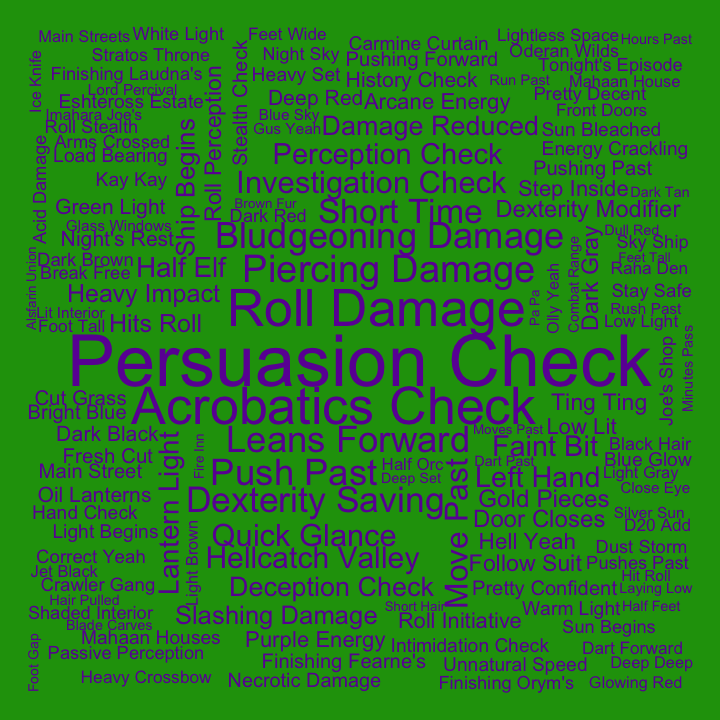 Main Streets
White Light
Feet Wide
Carmine Curtain
Lightless Space
Hours Past
Stratos Throne
Night Sky
Pushing Forward
Oderan Wilds
Tonight's Episode
Finishing Laudna's
Heavy Set
History Check
Run Past
Mahaan House
Ice Knife
Lord Percival
Roll Perception
Stealth Check
Deep Red
Arcane Energy
Pretty Decent
Eshteross Estate
Imahara Joe's
Blue Sky
Front Doors
Roll Stealth
Gus Yeah
Damage Reduced
Sun Bleached
Arms Crossed
Load Bearing
Ship Begins
Perception Check
Energy Crackling
Kay Kay
Investigation Check
Pushing Past
Step Inside
Dark Tan
Acid Damage
Green Light
Brown Fur
Dark Red
Short Time
Dexterity Modifier
Glass Windows
Night's Rest
Bludgeoning Damage
Dull Red
Sky Ship
Dark Brown
Break Free
Half Elf
Piercing Damage
Combat Range
Dark Gray
Feet Tall
Raha Den
Alsfarin Union
Heavy Impact
Roll Damage
Pa Pa
Olly Yeah
Stay Safe
Lit Interior
Foot Tall
Hits Roll
Rush Past
Low Light
Minutes Pass
Persuasion Check
Joe's Shop
Cut Grass
Bright Blue
Acrobatics Check
Ting Ting
Dark Black
Leans Forward
Moves Past
Low Lit
Fresh Cut
Faint Bit
Black Hair
Main Street
Fire Inn
Push Past
Half Orc
Deep Set
Dart Past
Left Hand
Blue Glow
Light Gray
Close Eye
Oil Lanterns
Lantern Light
Dexterity Saving
Move Past
Gold Pieces
Hand Check
Door Closes
Silver Sun
D20 Add
Light Begins
Quick Glance
Hell Yeah
Dust Storm
Correct Yeah
Light Brown
Hellcatch Valley
Follow Suit
Pushes Past
Jet Black
Crawler Gang
Deception Check
Pretty Confident
Hit Roll
Laying Low
Hair Pulled
Shaded Interior
Slashing Damage
Short Hair
Roll Initiative
Warm Light
Half Feet
Blade Carves
Mahaan Houses
Purple Energy
Intimidation Check
Sun Begins
Foot Gap
Passive Perception
Finishing Fearne's
Unnatural Speed
Dart Forward
Deep Deep
Heavy Crossbow
Necrotic Damage
Finishing Orym's
Glowing Red